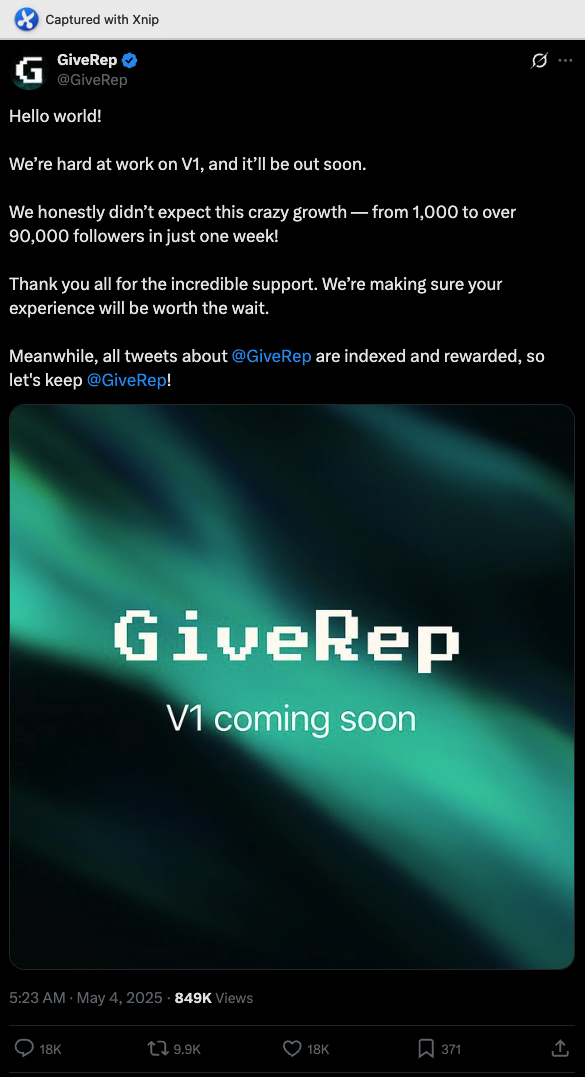 Captured with Xnip
GiveRep
@GiveRep
Hello world!
We’re hard at work on V1, and it’ll be out soon.
We honestly didn’t expect this crazy growth — from 1,000 to over
90,000 followers in just one week!
Thank you all for the incredible support. We’re making sure your
experience will be worth the wait.
Meanwhile, all tweets about @GiveRep are indexed and rewarded, so
let's keep @GiveRep!
GiveRep
V1 coming soon
5:23 AM · May 4, 2025 · 849K Views
18K 9.9K 18K 371